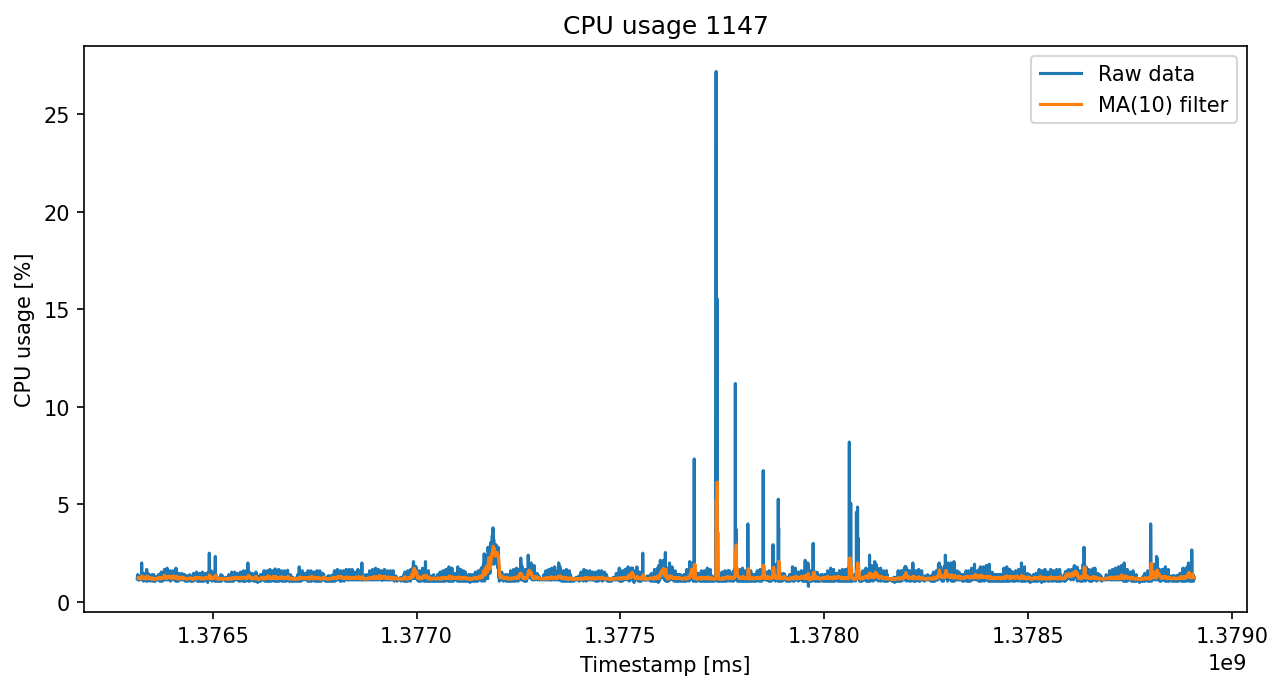 CPU usage 1147
Raw data
MA(10) filter
CPU usage [%]
25
20
15
10
5
0
1.3765 1.3770 1.3775 1.3780 1.3785 1.3790
1e9
Timestamp [ms]